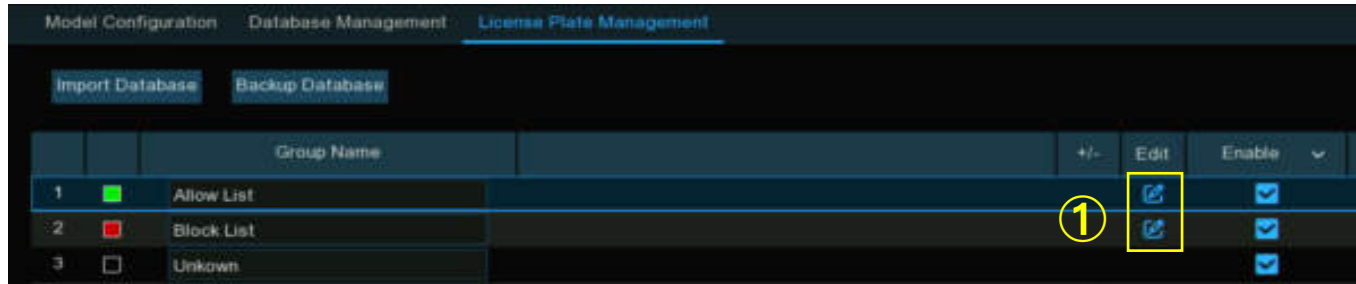 Model Configuration Database Management License Plate Management
Import Database Backup Database
Group Name +/- Edit Enable
1 Allow List
①
2 Block List
3 Unkown